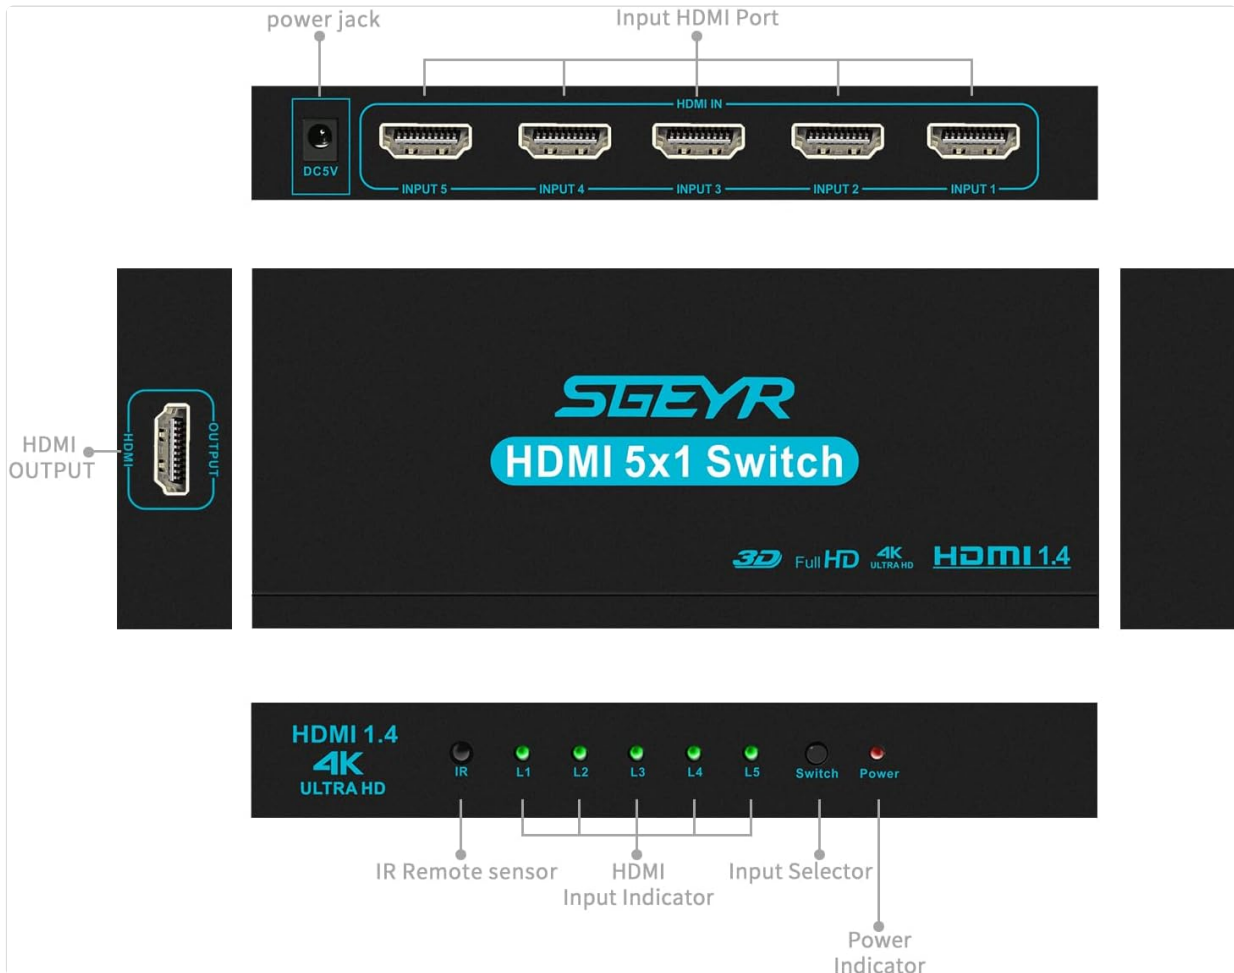 power jack
Input HDMI Port
HDMI IN
DC5V
INPUT 5
INPUT 4
INPUT 3
INPUT 2
INPUT 1
HDMI
OUTPUT
HDMI
OUTPUT
SGEYR
HDMI 5x1 Switch
3D
Full HD
4K
ULTRA HD
HDMI 1.4
HDMI 1.4
4K
ULTRA HD
IR
L1
L2
L3
L4
L5
Switch
Power
IR Remote sensor
HDMI
Input Indicator
Input Selector
Power
Indicator